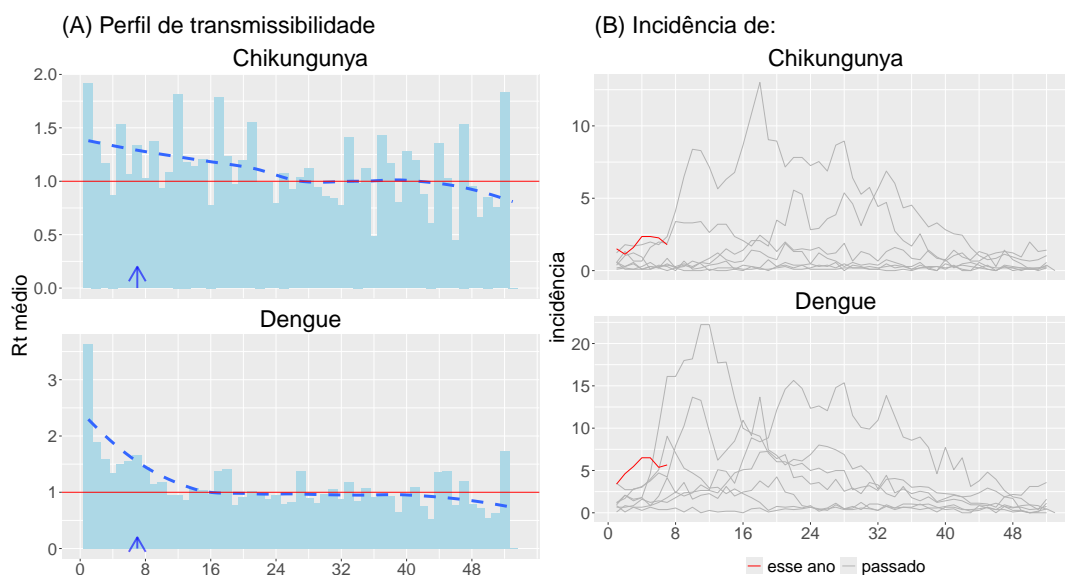 (A) Perfil de transmissibilidade
Chikungunya
2.0
1.5
1.0
0.5
0.0
Dengue
3
2
1
0
0 8 16 24 32 40 48
Rt médio
(B) Incidência de:
Chikungunya
10
5
0
Dengue
20
15
10
5
0
0 8 16 24 32 40 48
incidência
esse ano passado